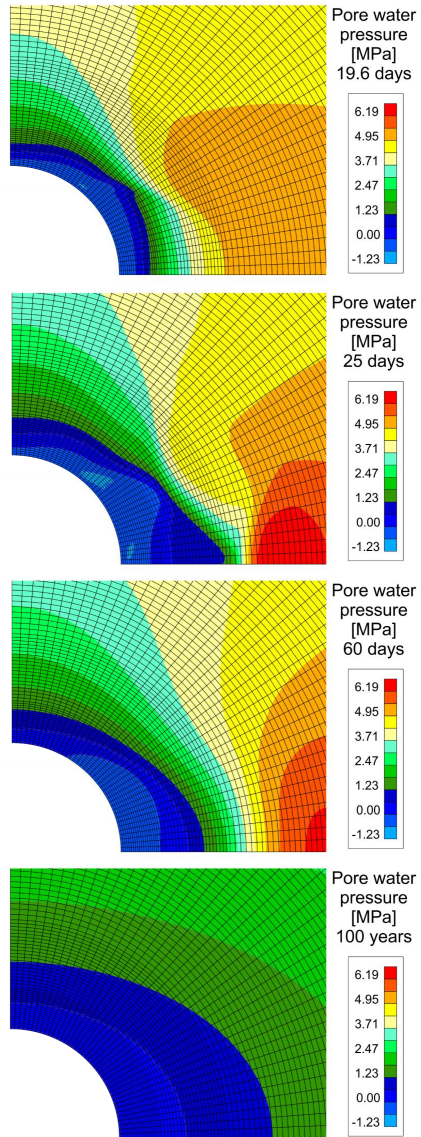 Pore water
pressure
[MPa]
19.6 days
6.19
4.95
3.71
2.47
1.23
0.00
-1.23
Pore water
pressure
[MPa]
25 days
6.19
4.95
3.71
2.47
1.23
0.00
-1.23
Pore water
pressure
[MPa]
60 days
6.19
4.95
3.71
2.47
1.23
0.00
-1.23
Pore water
pressure
[MPa]
100 years
6.19
4.95
3.71
2.47
1.23
0.00
-1.23